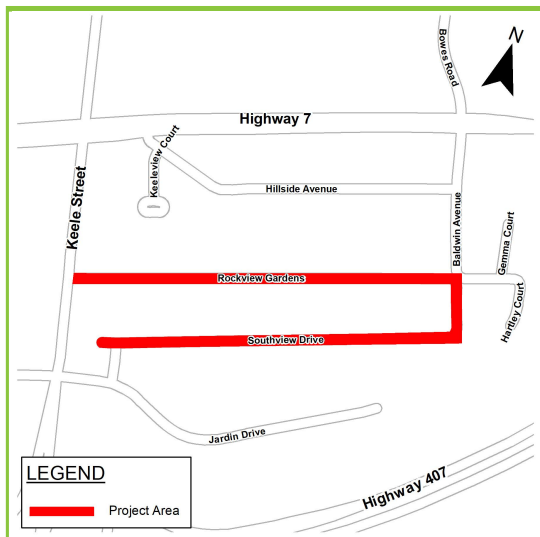 N
Bowes Road
Highway 7
Keeleview Court
Hillside Avenue
Keele Street
Baldwin Avenue
Gemma Court
Rockview Gardens
Hartley Court
Southview Drive
Jardin Drive
Highway 407
LEGEND
Project Area